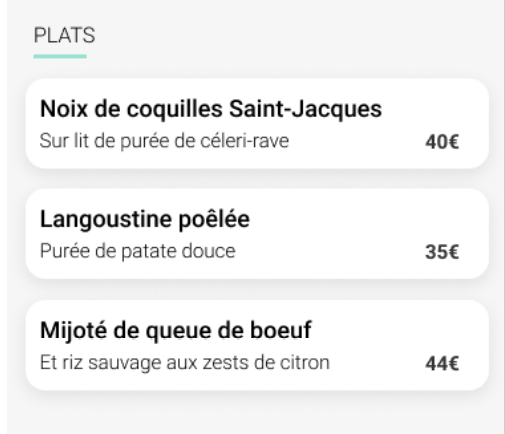 PLATS
Noix de coquilles Saint-Jacques
Sur lit de purée de céleri-rave 40€
Langoustine poêlée
Purée de patate douce 35€
Mijoté de queue de boeuf
Et riz sauvage aux zests de citron 44€